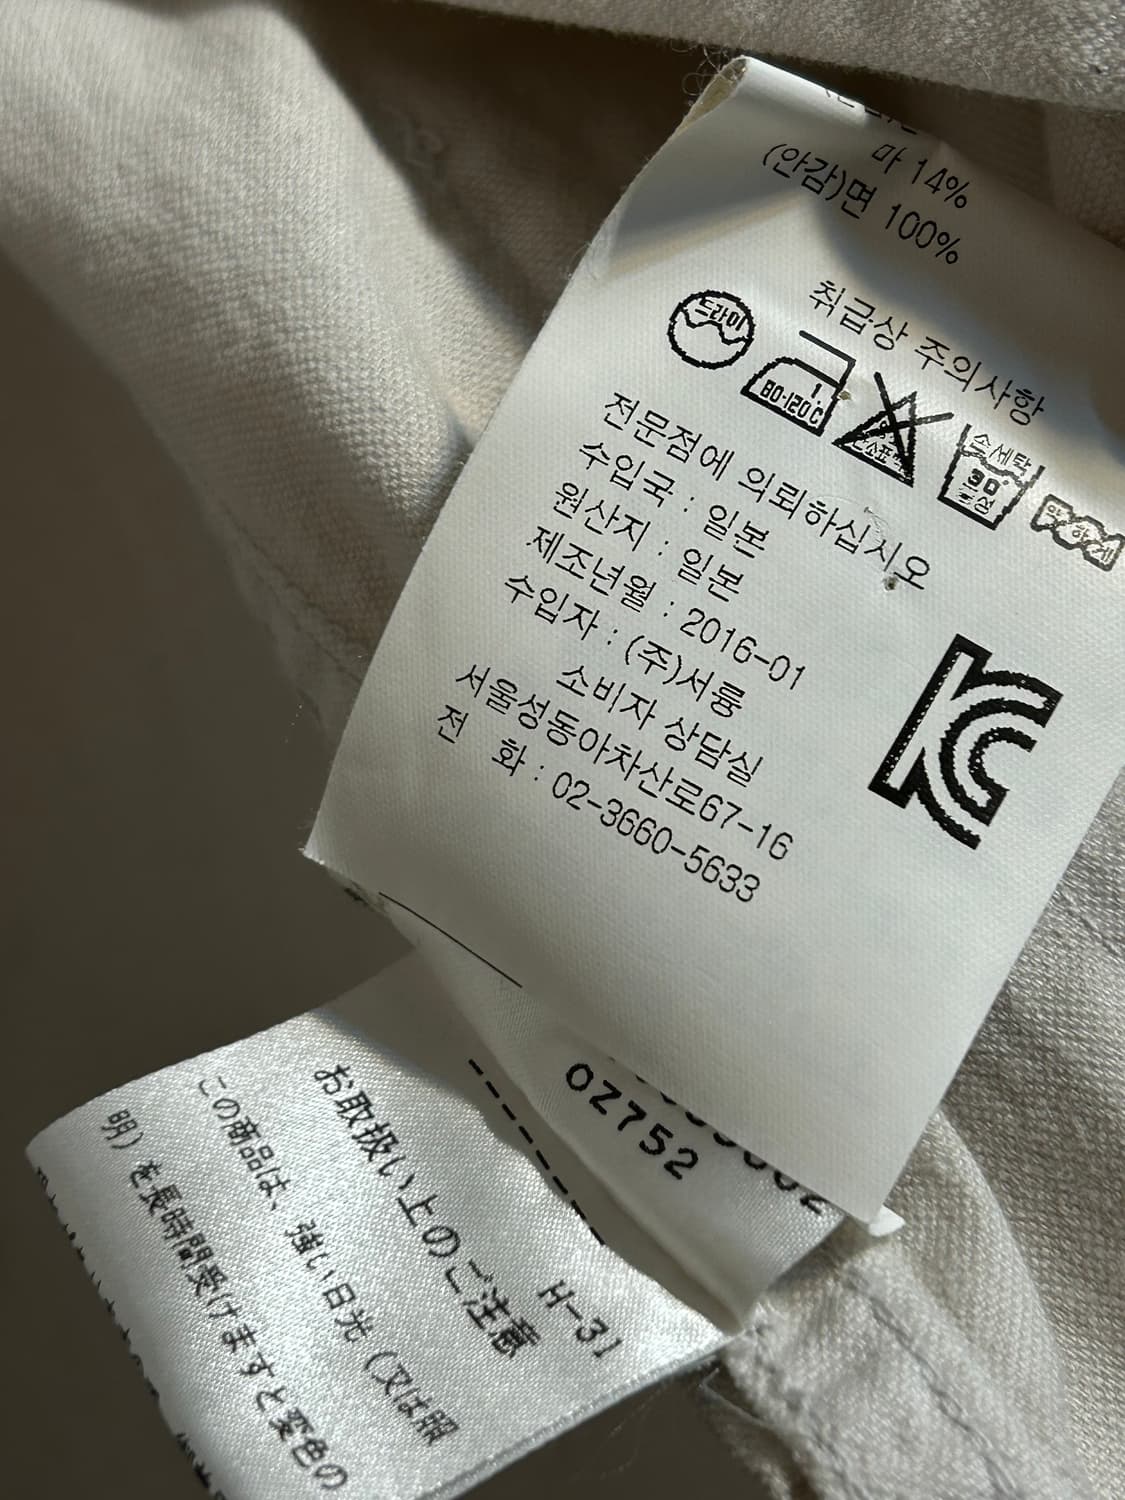 마 14%
(안감)면 100%
취급상 주의사항
드라이
80-120℃
손세탁
30°
중성
약하게
전문점에 의뢰하십시오
수입국 : 일본
원산지 : 일본
제조년월 : 2016-01
수입자 : (주)서륭
소비자 상담실
서울성동아차산로67-16
전 화 : 02-3660-5633
KC
OZ752
H-31
お取扱い上のご注意
この商品は、強い日光(又は照
明)を長時間受けますと変色の